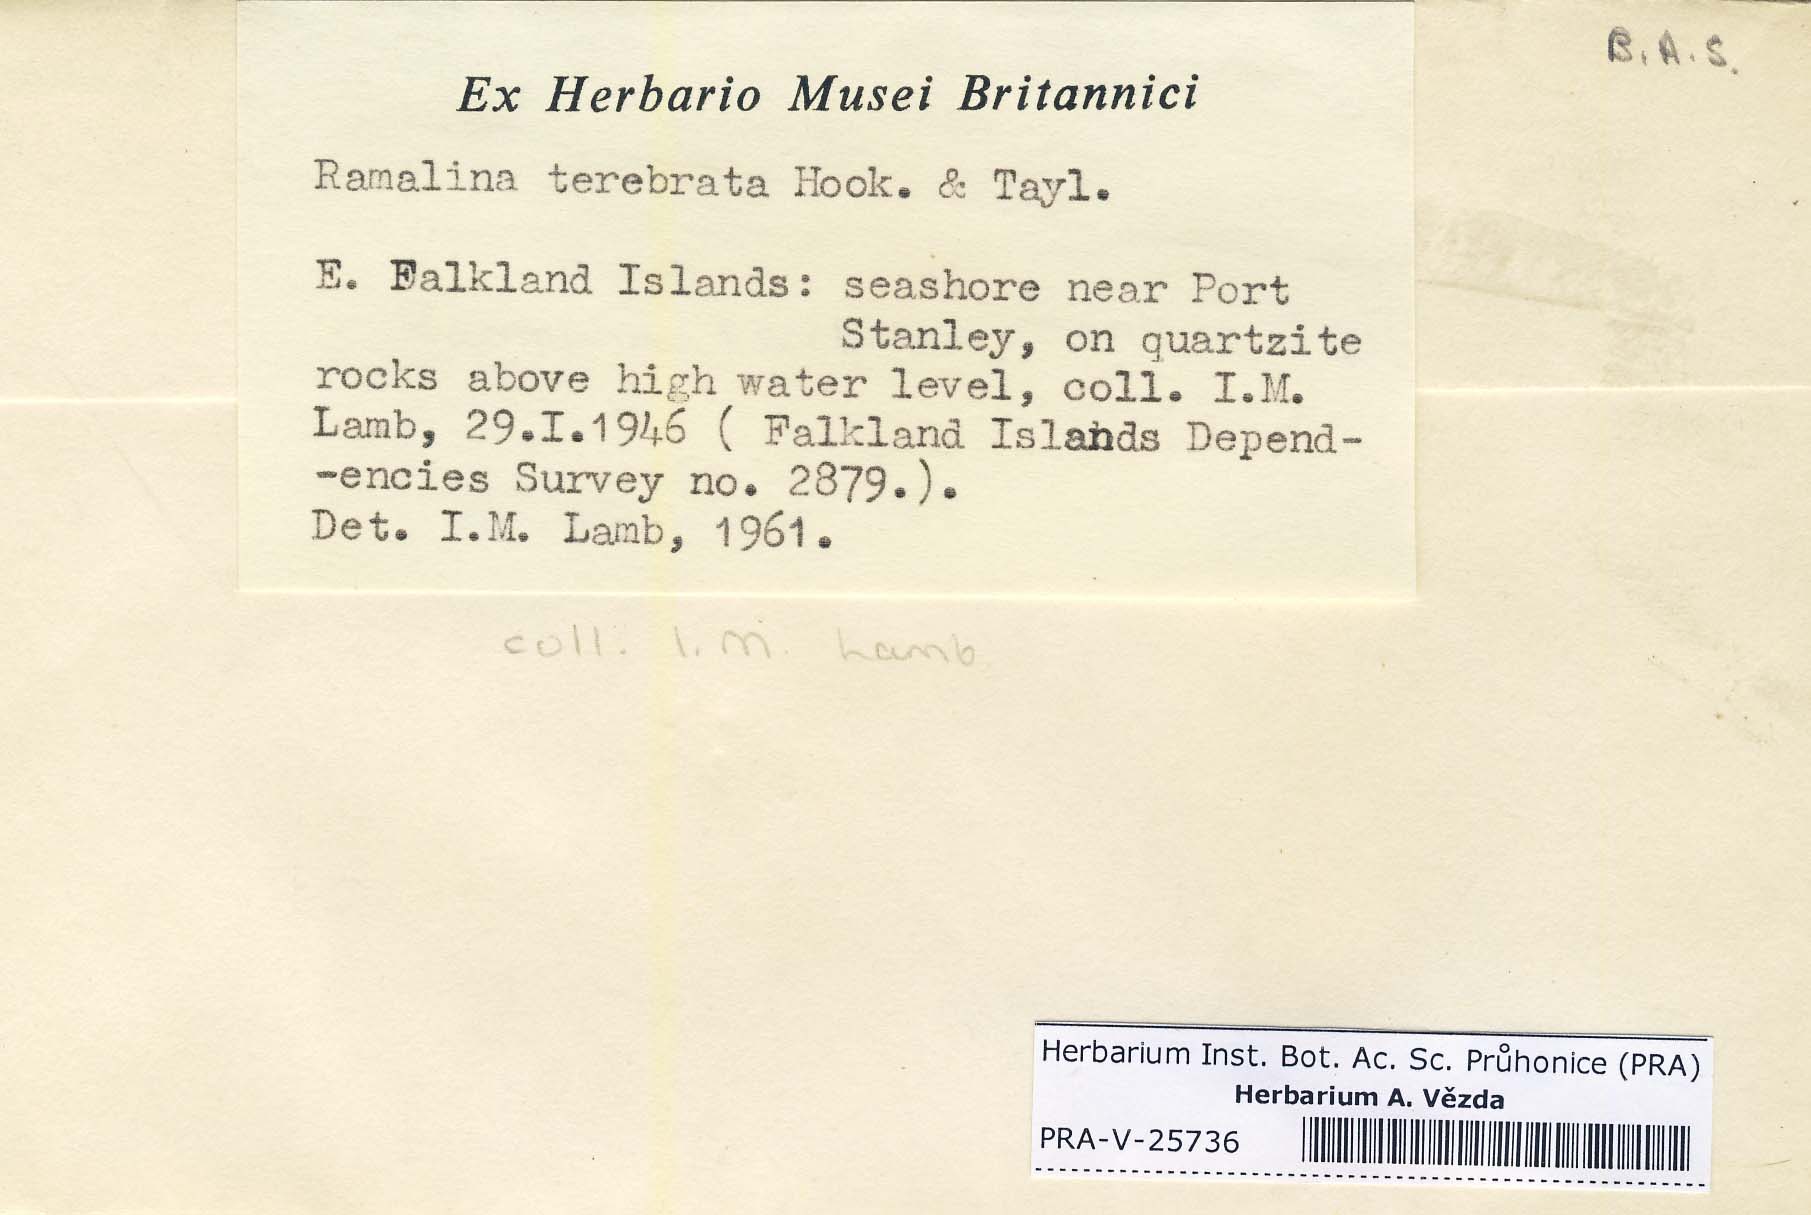 B.A.S.
Ex Herbario Musei Britannici
Ramalina terebrata Hook. & Tayl.
E. Falkland Islands: seashore near Port
Stanley, on quartzite
rocks above high water level, coll. I.M.
Lamb, 29.I.1946 ( Falkland Islands Depend-
-encies Survey no. 2879.).
Det. I.M. Lamb, 1961.
coll. I. M. Lamb
Herbarium Inst. Bot. Ac. Sc. Průhonice (PRA)
Herbarium A. Vězda
PRA-V-25736